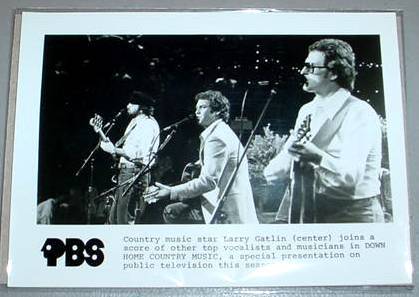 PBS
Country music star Larry Gatlin (center) joins a
score of other top vocalists and musicians in DOWN
HOME COUNTRY MUSIC, a special presentation on
public television this